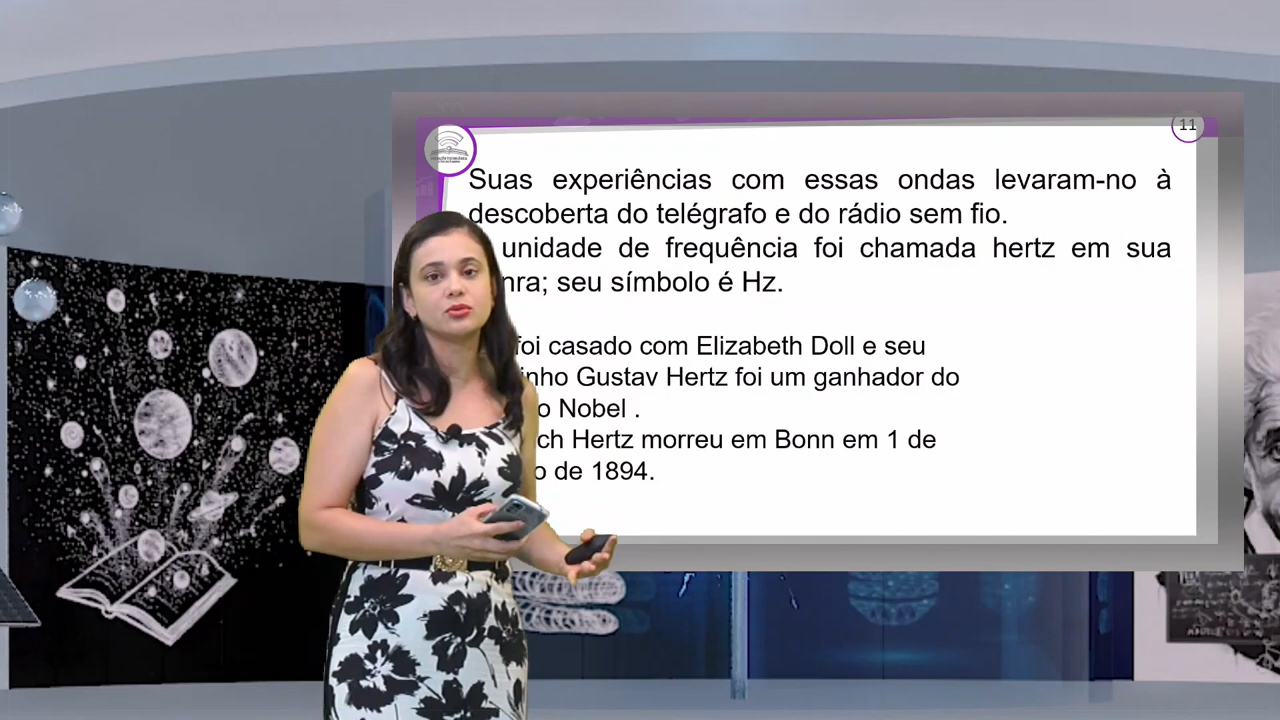 11
Suas experiências com essas ondas levaram-no à
descoberta do telégrafo e do rádio sem fio.
unidade de frequência foi chamada hertz em sua
nra; seu símbolo é Hz.
foi casado com Elizabeth Doll e seu
inho Gustav Hertz foi um ganhador do
o Nobel .
ch Hertz morreu em Bonn em 1 de
o de 1894.